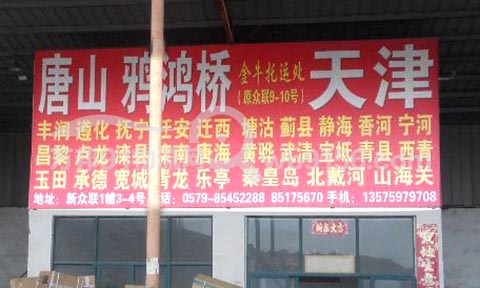 唐山 鸦鸿桥 金牛托运处 天津
(原众联9-10号)
丰润 遵化 抚宁 迁安 迁西 塘沽 蓟县 静海 香河 宁河
昌黎 卢龙 滦县 滦南 唐海 黄骅 武清 宝坻 青县 西青
玉田 承德 宽城 青龙 乐亭 秦皇岛 北戴河 山海关
地址: 新众联1幢3-4号 电话: 0579-85452288 85175670 手机: 13575979708